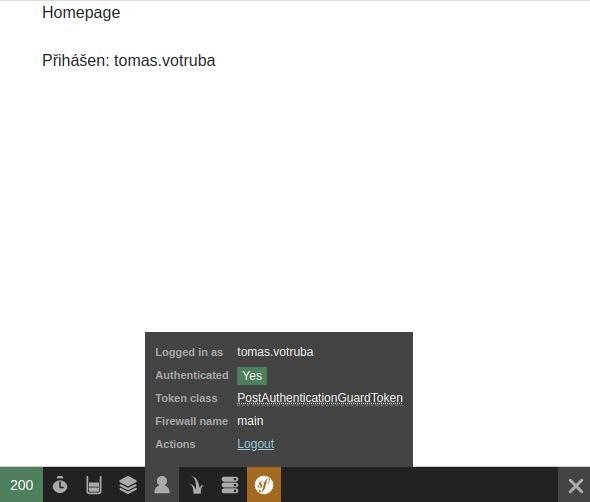 Homepage
Přihášen: tomas.votruba
Logged in as tomas.votruba
Authenticated Yes
Token class PostAuthenticationGuardToken
Firewall name main
Actions Logout
200